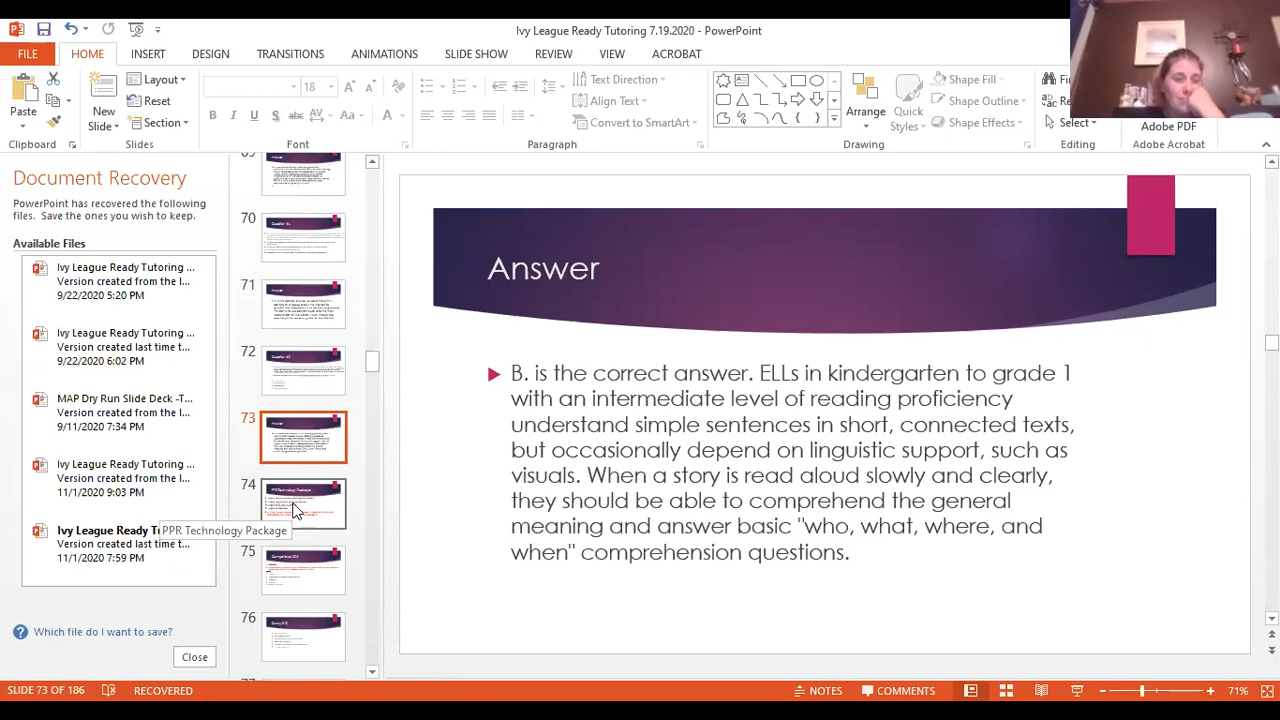 Ivy League Ready Tutoring 7.19.2020 - PowerPoint
FILE HOME INSERT DESIGN TRANSITIONS ANIMATIONS SLIDE SHOW REVIEW VIEW ACROBAT
Paste
New
Slide
Layout
Reset
Section
18
Text Direction
Align Text
Convert to SmartArt
Arrange
Quick
Styles
Shape Fill
Shape Outline
Shape Effects
Select
Adobe PDF
Clipboard Slides Font Paragraph Drawing Editing Adobe Acrobat
Document Recovery
PowerPoint has recovered the following
files. Save the ones you wish to keep.
Available Files
Ivy League Ready Tutoring ...
Version created from the l...
9/22/2020 5:20 PM
Ivy League Ready Tutoring ...
Version created last time t...
9/22/2020 6:02 PM
MAP Dry Run Slide Deck -T...
Version created from the l...
9/11/2020 7:34 PM
Ivy League Ready Tutoring ...
Version created from the l...
11/1/2020 9:03 PM
Ivy League Ready T
Version created last time t...
11/1/2020 7:59 PM
PPR Technology Package
Which file do I want to save?
Close
70
71
72
73
74
75
76
Answer
B. is the correct answer. ELLs in kindergarten to grade 1
with an intermediate level of reading proficiency
understand simple sentences in short, connected texts,
but occasionally depend on linguistic support, such as
visuals. When a story is read aloud slowly and clearly,
they should be able to comprehend the general
meaning and answer basic "who, what, where, and
when" comprehension questions.
SLIDE 73 OF 186 RECOVERED NOTES COMMENTS 71%